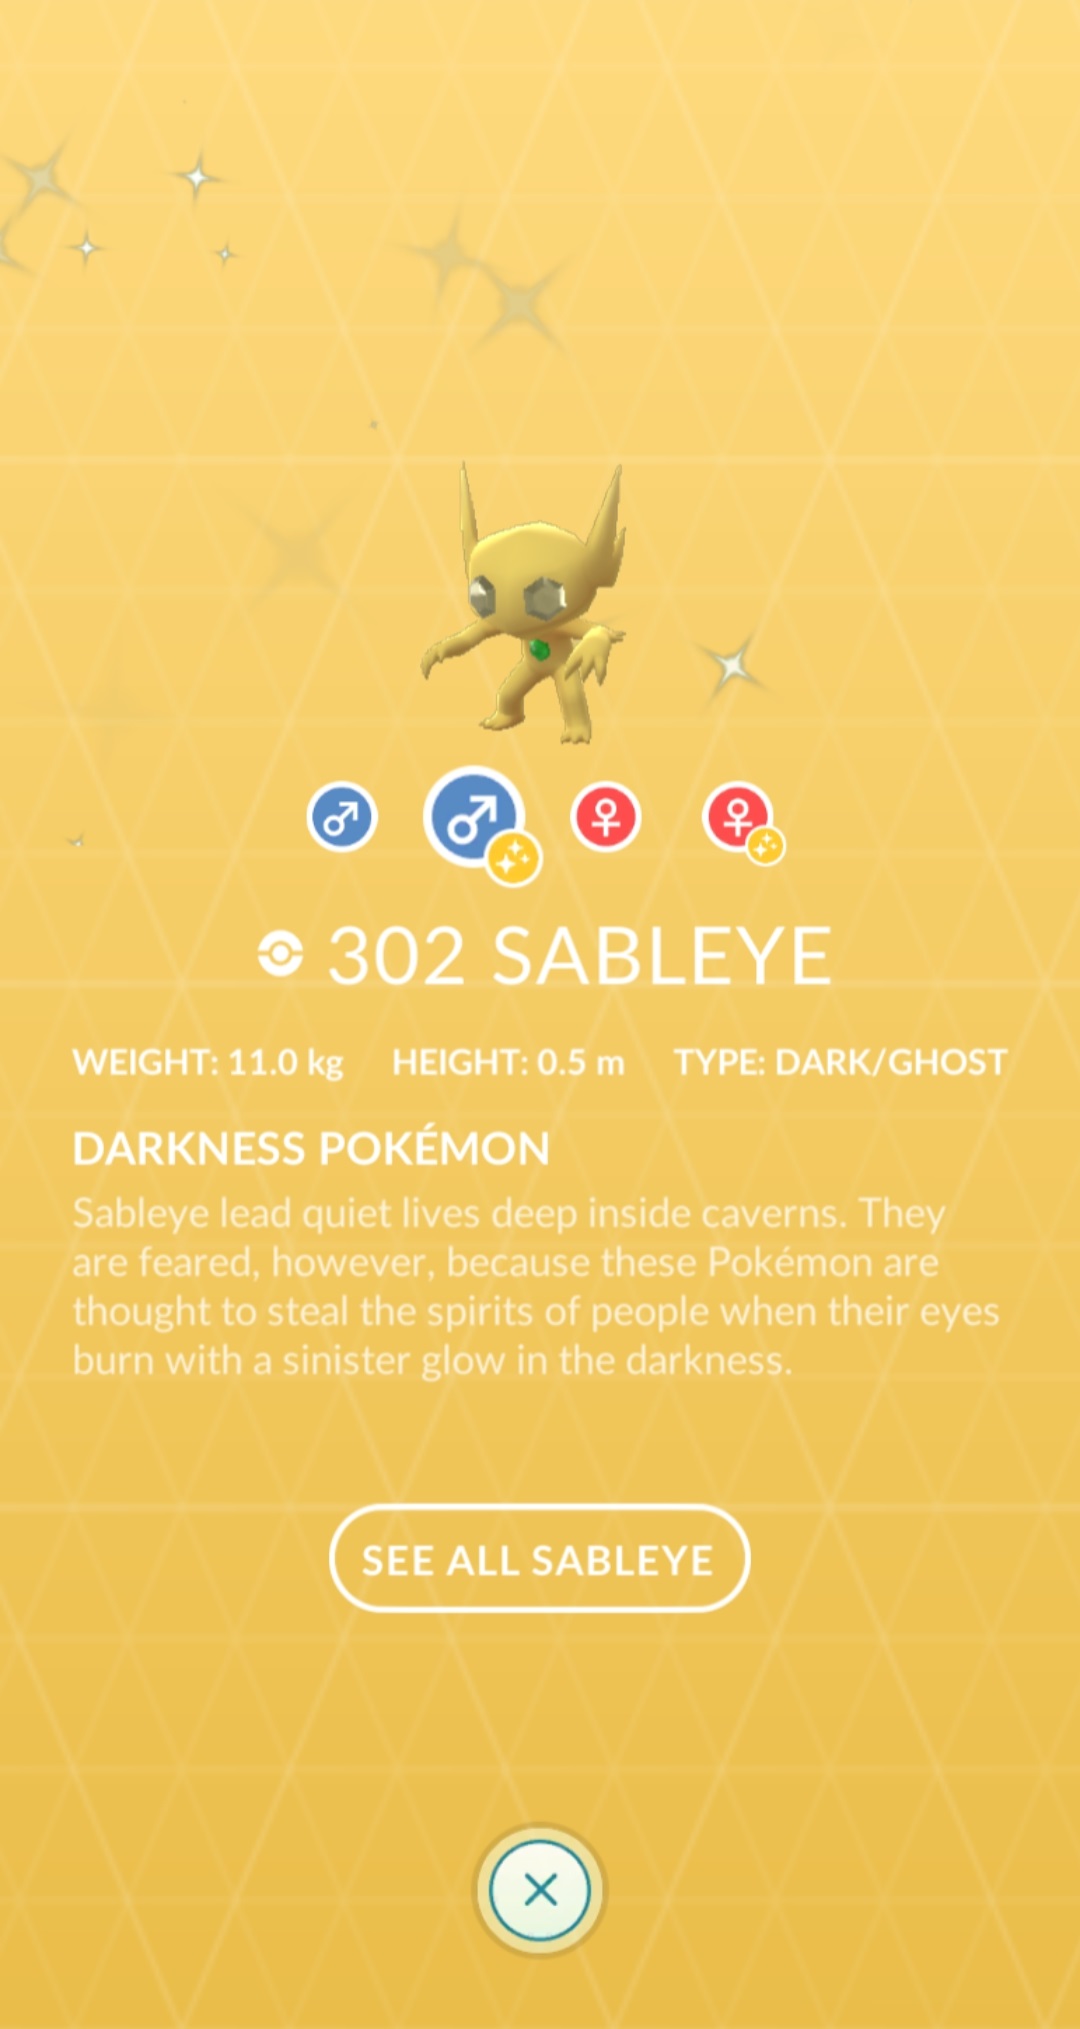 302 SABLEYE
WEIGHT: 11.0 kg HEIGHT: 0.5 m TYPE: DARK/GHOST
DARKNESS POKÉMON
Sableye lead quiet lives deep inside caverns. They
are feared, however, because these Pokémon are
thought to steal the spirits of people when their eyes
burn with a sinister glow in the darkness.
SEE ALL SABLEYE